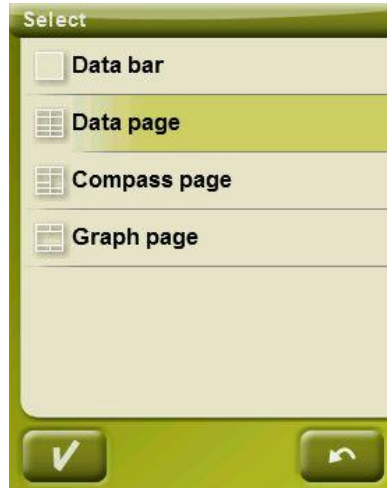 Select
Data bar
Data page
Compass page
Graph page